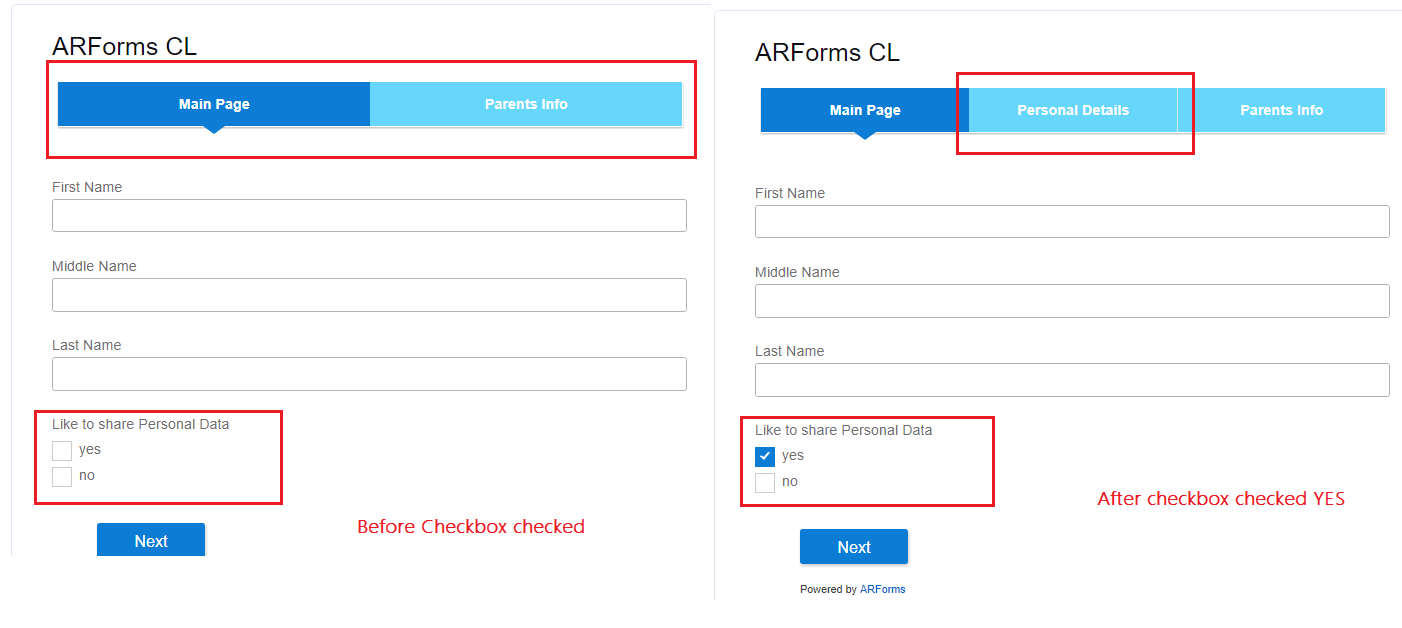 ARForms CL
Main Page
Parents Info
First Name
Middle Name
Last Name
Like to share Personal Data
yes
no
Next
Before Checkbox checked
ARForms CL
Main Page
Personal Details
Parents Info
First Name
Middle Name
Last Name
Like to share Personal Data
yes
no
After checkbox checked YES
Next
Powered by ARForms